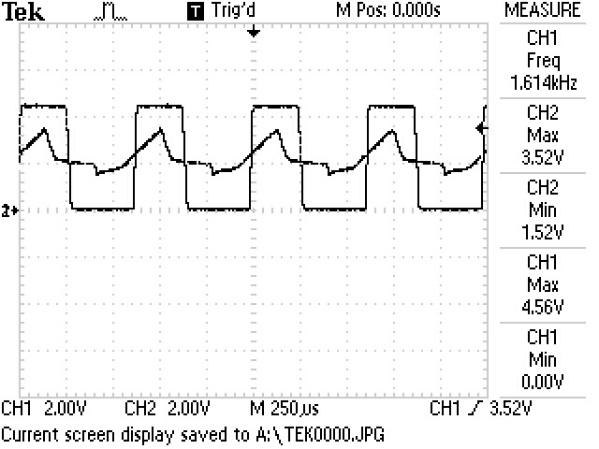 Tek T Trig'd M Pos: 0.000s MEASURE
CH1
Freq
1.614kHz
CH2
Max
3.52V
CH2
Min
1.52V
CH1
Max
4.56V
CH1
Min
0.00V
2
CH1 2.00V CH2 2.00V M 250µs CH1 3.52V
Current screen display saved to A:\TEK0000.JPG